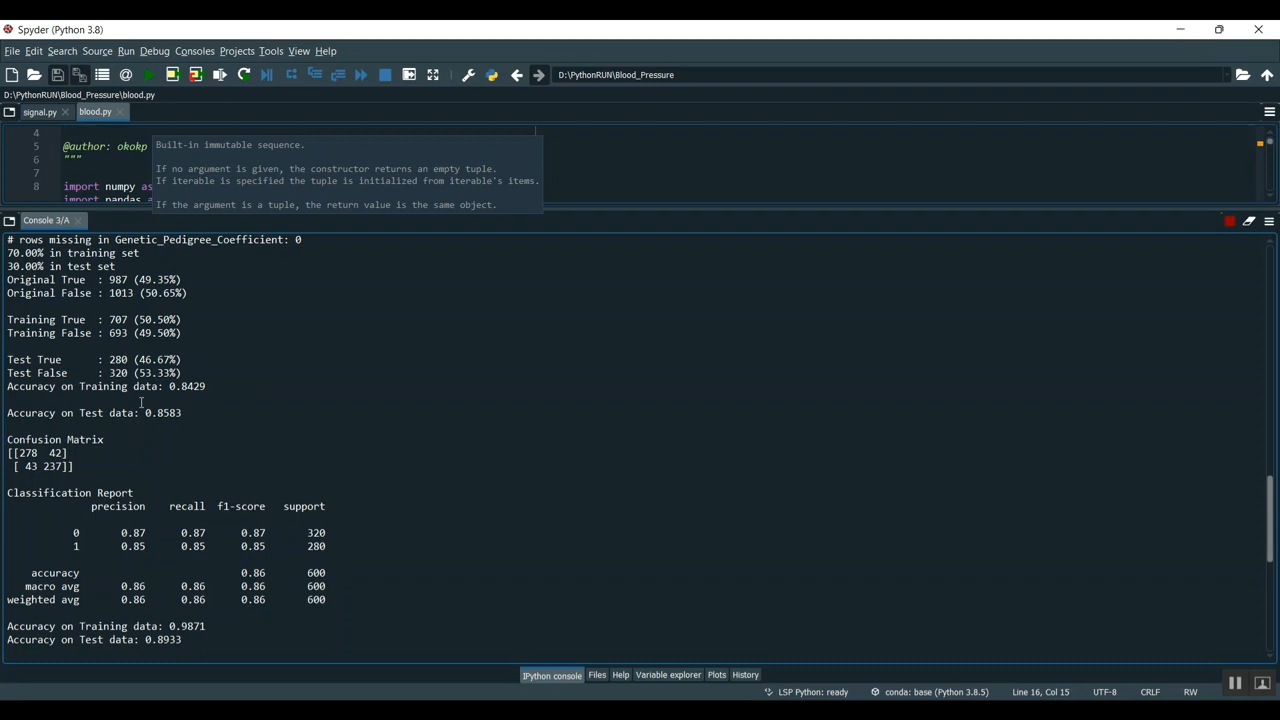 Spyder (Python 3.8)
File Edit Search Source Run Debug Consoles Projects Tools View Help
D:\PythonRUN\Blood_Pressure
D:\PythonRUN\Blood_Pressure\blood.py
signal.py blood.py
4
5 @author: okokp
6 """
7
8 import numpy as
import pandas a
Built-in immutable sequence.
If no argument is given, the constructor returns an empty tuple.
If iterable is specified the tuple is initialized from iterable's items.
If the argument is a tuple, the return value is the same object.
Console 3/A
# rows missing in Genetic_Pedigree_Coefficient: 0
70.00% in training set
30.00% in test set
Original True : 987 (49.35%)
Original False : 1013 (50.65%)
Training True : 707 (50.50%)
Training False : 693 (49.50%)
Test True : 280 (46.67%)
Test False : 320 (53.33%)
Accuracy on Training data: 0.8429
Accuracy on Test data: 0.8583
Confusion Matrix
[[278 42]
[ 43 237]]
Classification Report
precision recall f1-score support
0 0.87 0.87 0.87 320
1 0.85 0.85 0.85 280
accuracy 0.86 600
macro avg 0.86 0.86 0.86 600
weighted avg 0.86 0.86 0.86 600
Accuracy on Training data: 0.9871
Accuracy on Test data: 0.8933
IPython console Files Help Variable explorer Plots History
LSP Python: ready conda: base (Python 3.8.5) Line 16, Col 15 UTF-8 CRLF RW